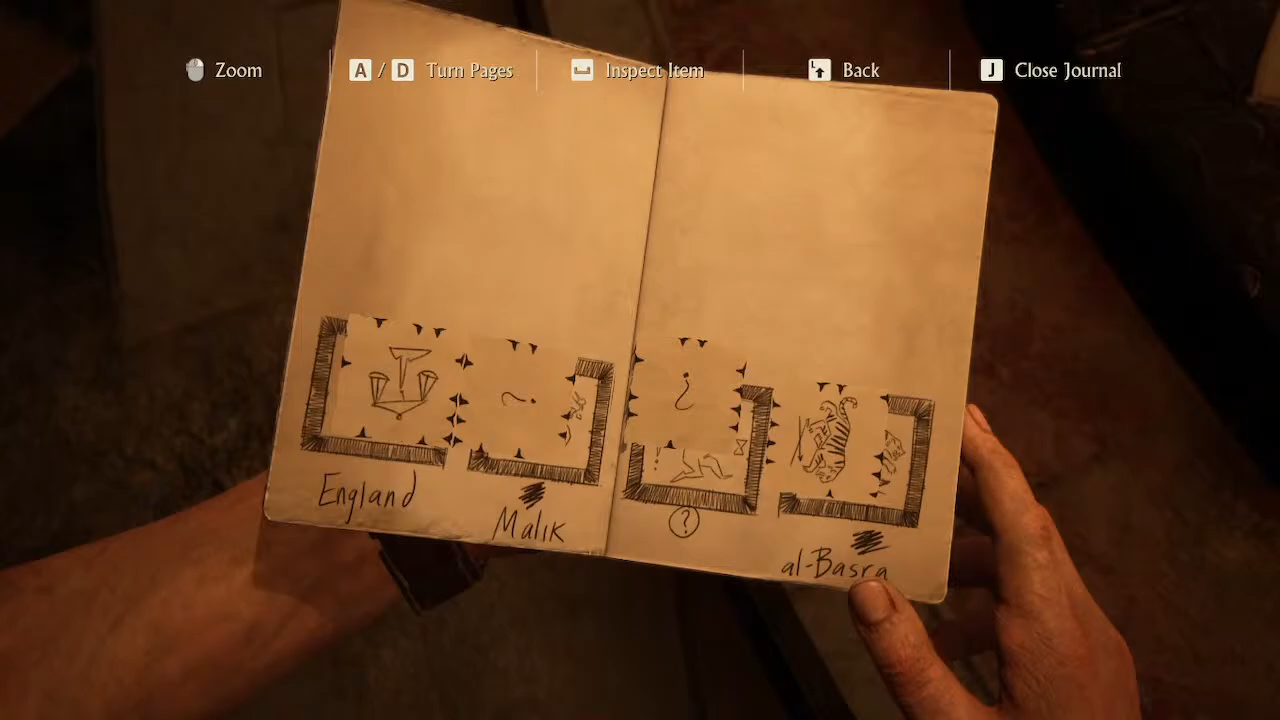 Zoom
A / D Turn Pages
Inspect Item
L Back
J Close Journal
?
?
England
Malik
?
al-Basra